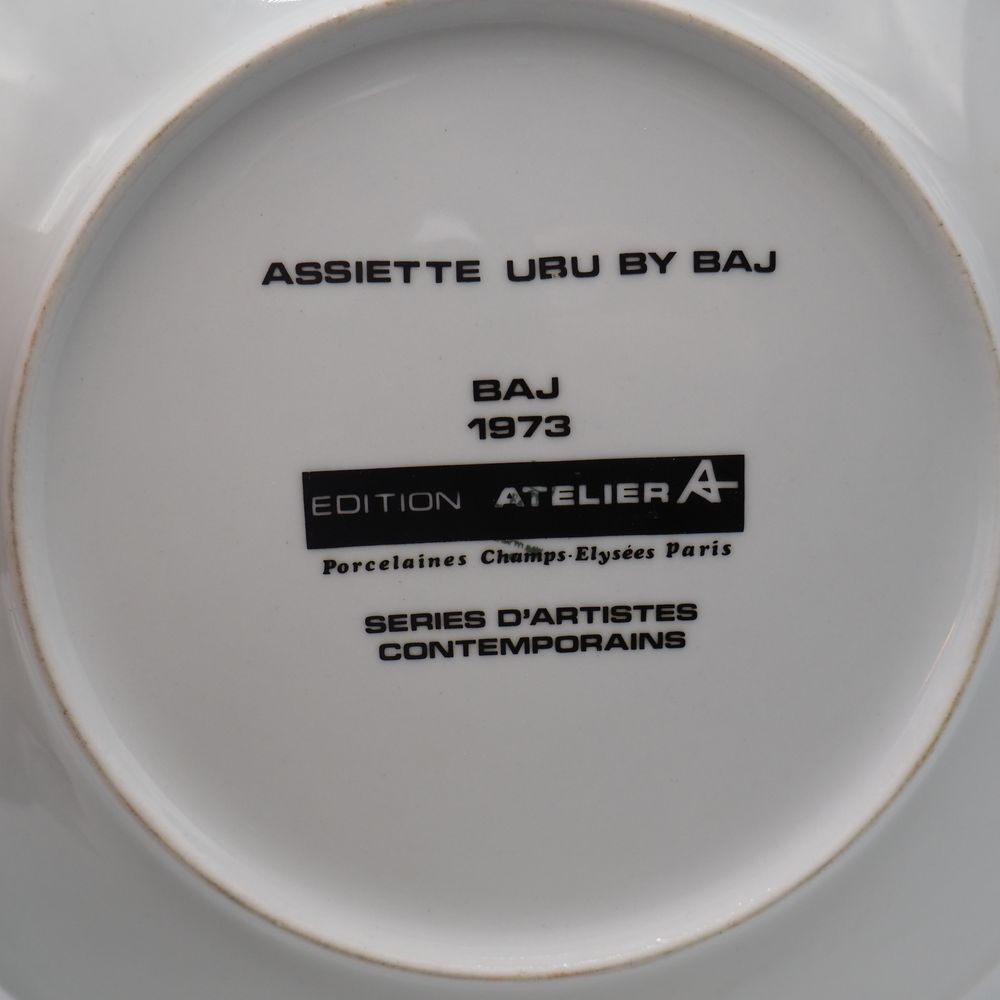 ASSIETTE UBU BY BAJ
BAJ
1973
EDITION ATELIER A
Porcelaines Champs-Elysées Paris
SERIES D'ARTISTES
CONTEMPORAINS